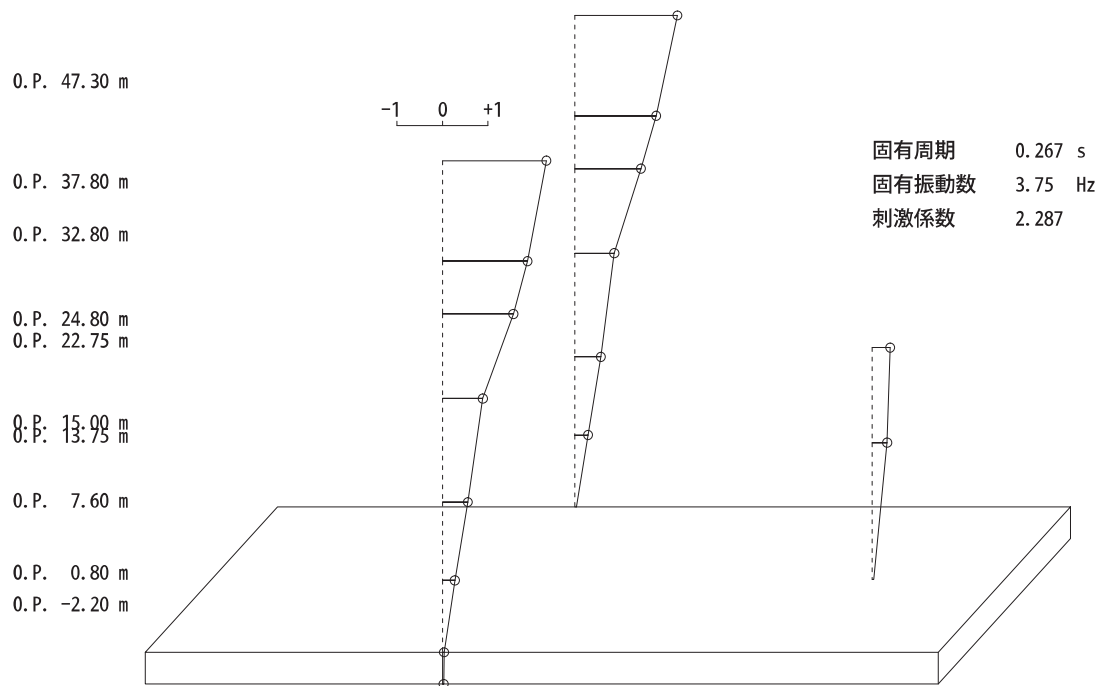 O.P. 47.30 m
-1 0 +1
固有周期 0.267 s
固有振動数 3.75 Hz
刺激係数 2.287
O.P. 37.80 m
O.P. 32.80 m
O.P. 24.80 m
O.P. 22.75 m
O.P. 15.00 m
O.P. 13.75 m
O.P. 7.60 m
O.P. 0.80 m
O.P. -2.20 m